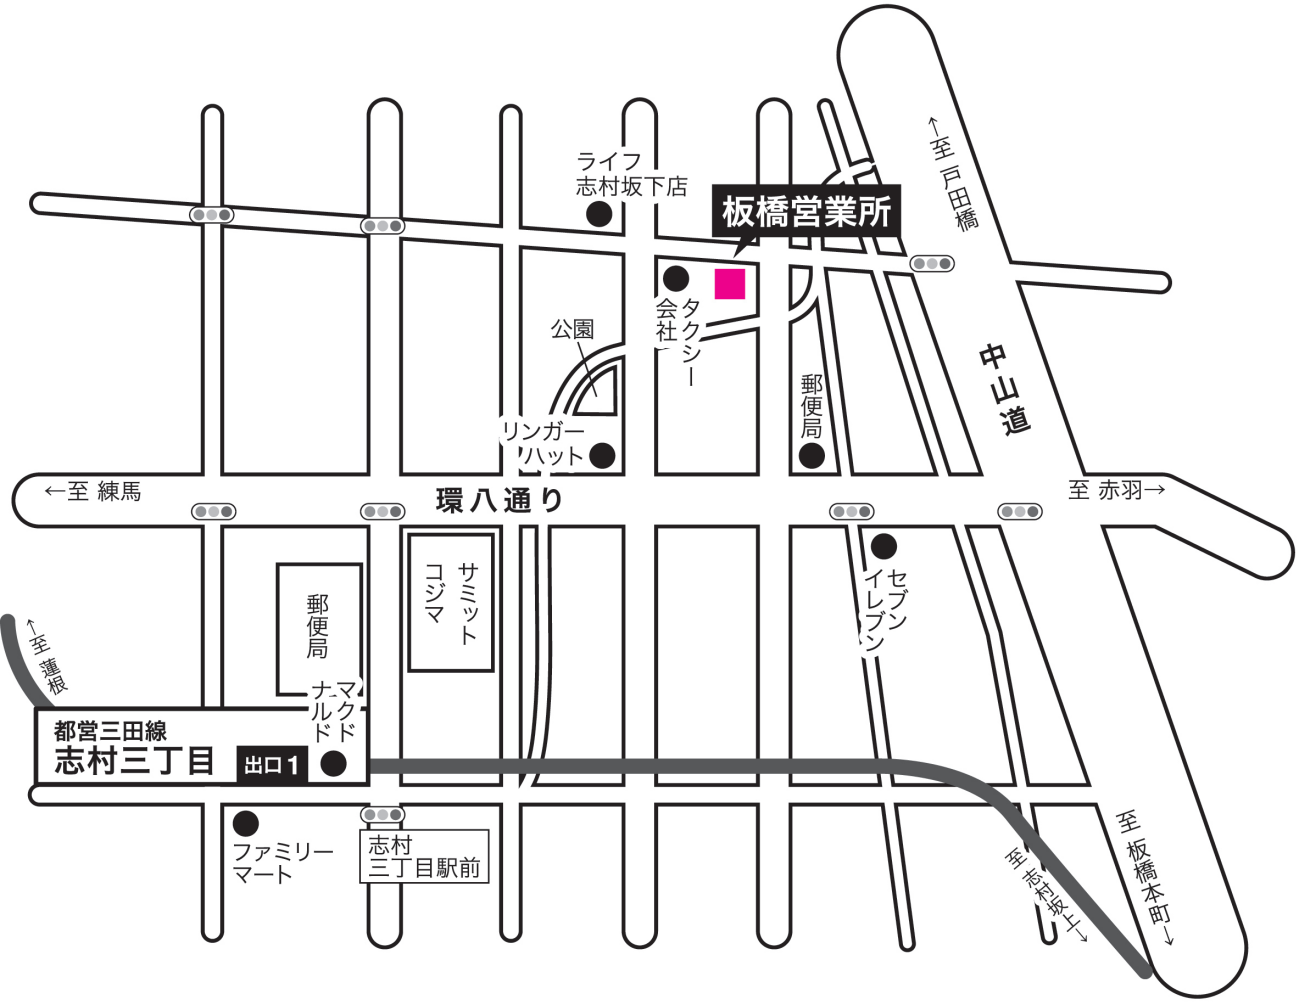 ↑至 戸田橋
ライフ
志村坂下店
板橋営業所
タクシー
会社
公園
中山道
郵便局
リンガー
ハット
←至 練馬
環八通り
至 赤羽→
サミット
コジマ
郵便局
セブン
イレブン
↑至 蓮根
マクド
ナルド
都営三田線
志村三丁目
出口1
ファミリー
マート
志村
三丁目駅前
至 志村坂上→
至 板橋本町→